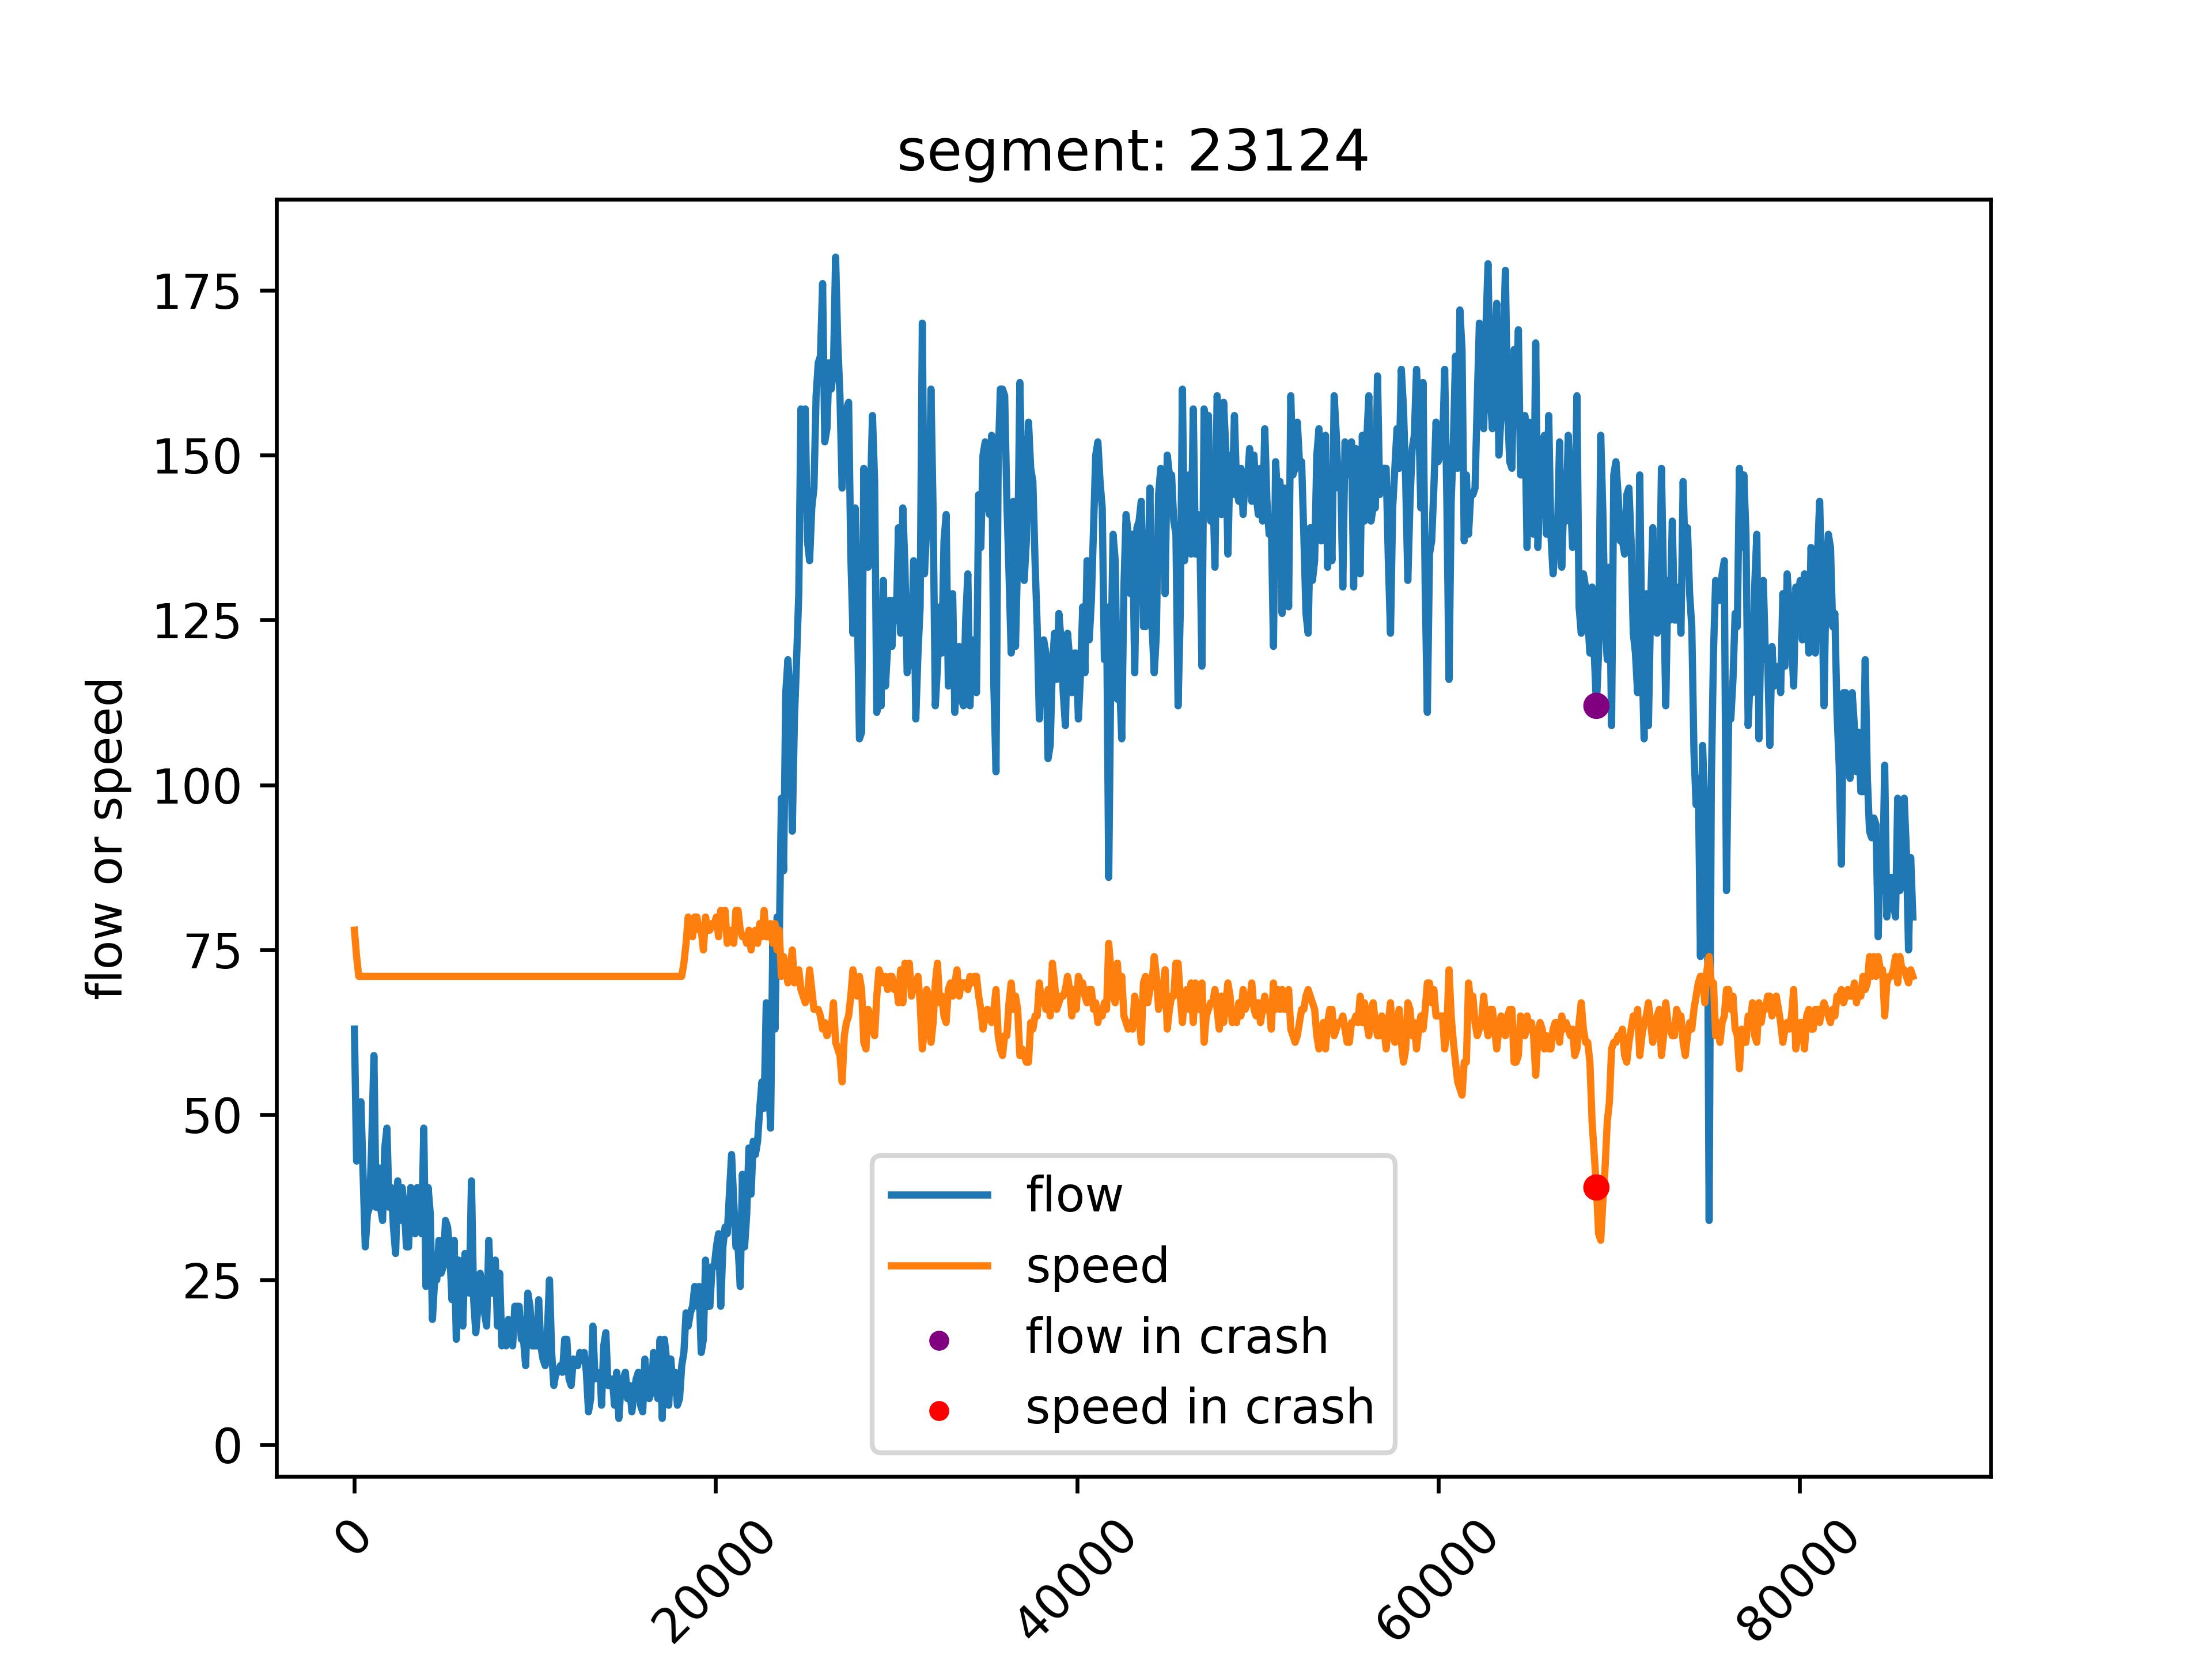 segment: 23124
flow or speed
175
150
125
100
75
50
25
0
flow
speed
flow in crash
speed in crash
0
20000
40000
60000
80000